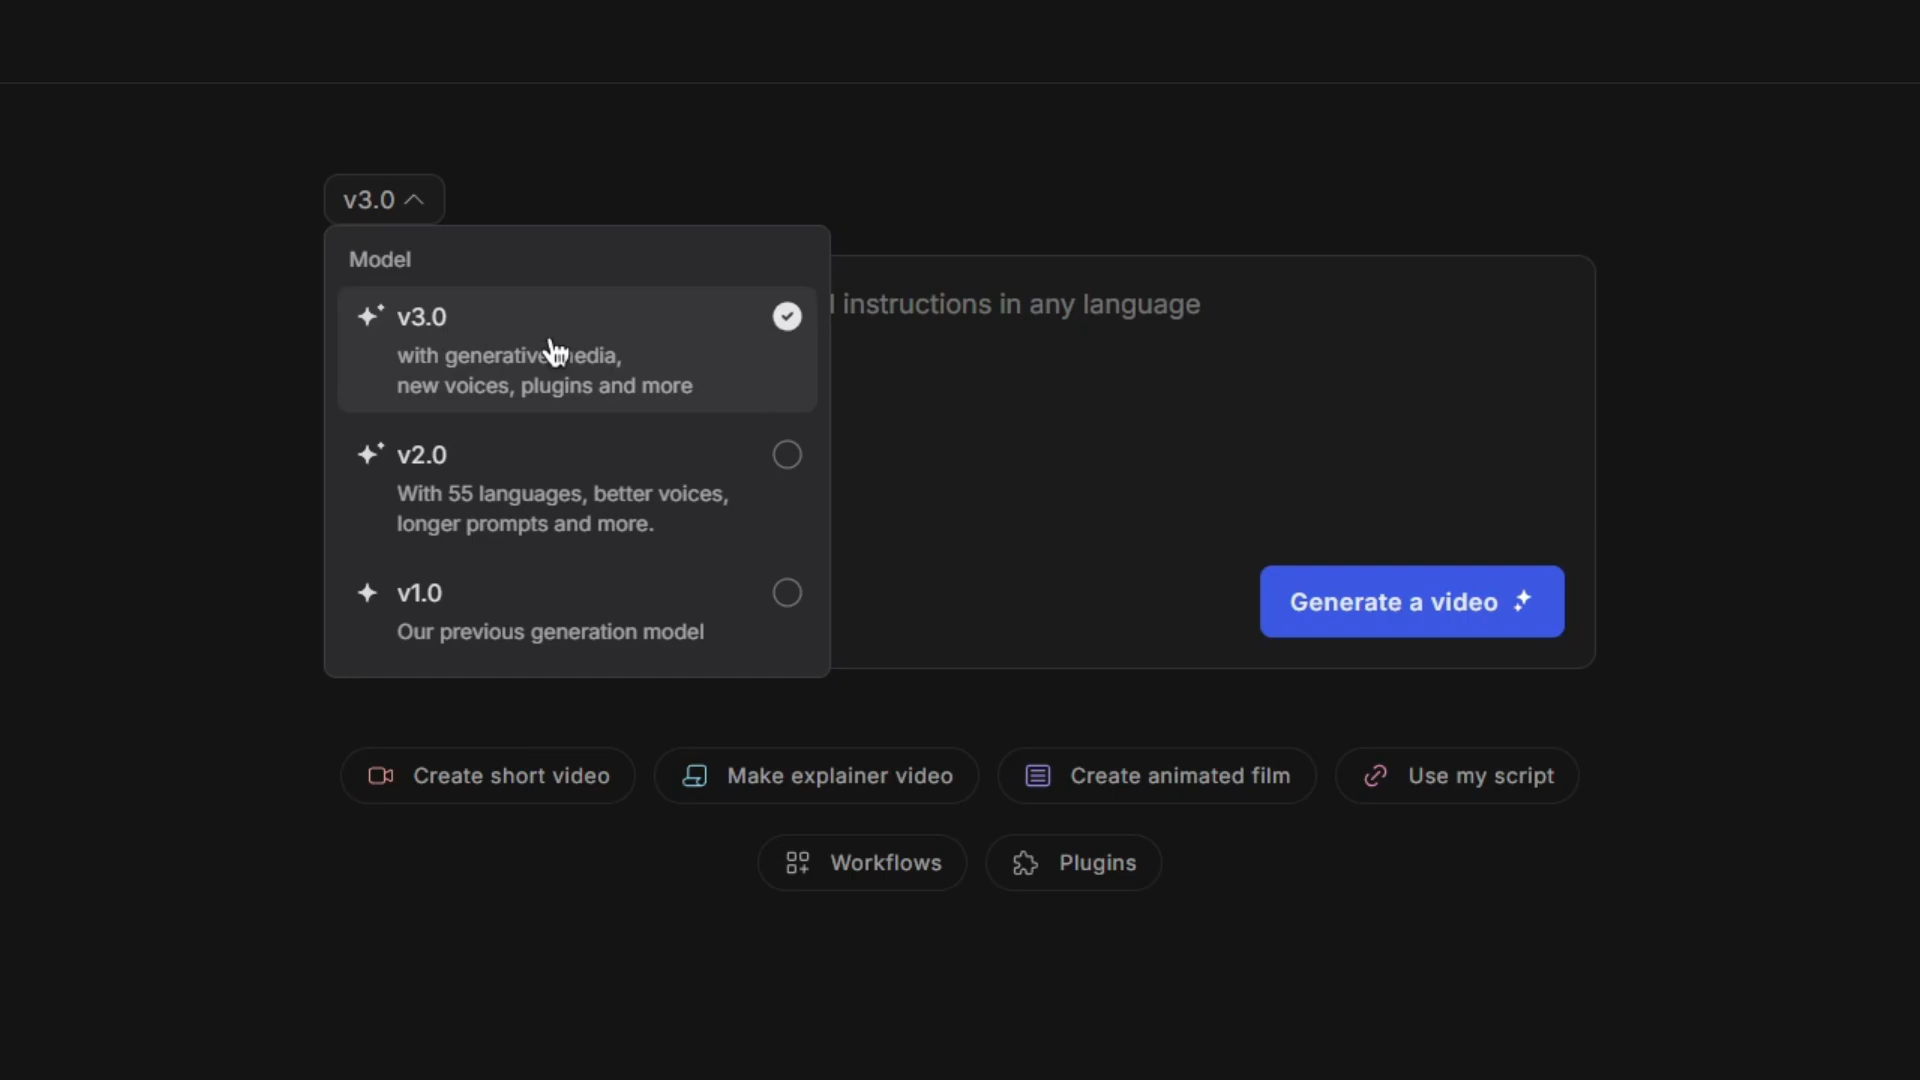 v3.0
Model
v3.0
with generative media,
new voices, plugins and more
v2.0
With 55 languages, better voices,
longer prompts and more.
v1.0
Our previous generation model
instructions in any language
Generate a video
Create short video
Make explainer video
Create animated film
Use my script
Workflows
Plugins